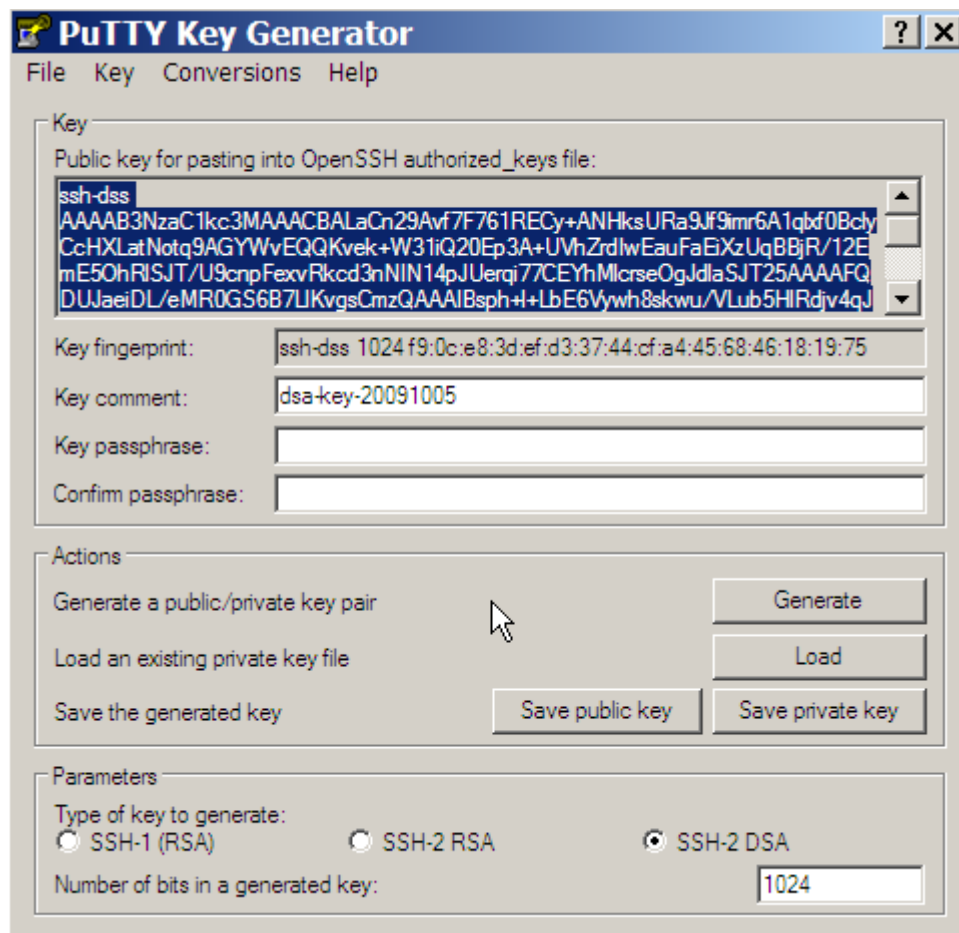 PuTTY Key Generator
File Key Conversions Help
Key
Public key for pasting into OpenSSH authorized_keys file:
ssh-dss
AAAAB3NzaC1kc3MAAACBALaCn29Avf7F761RECy+ANHksURa9Jf9imr6A1qlxf0Bcly
CcHXLatNotq9AGYWvEQQKvek+W31iQ20Ep3A+UVhZrdIwEauFaEiXzUqBBjR/12E
mE5OhRlSJT/U9cnpFexvRkcd3nNIN14pJUerqi77CEYhMlcrseOgJdlaSJT25AAAAFQ
DUJaeiDL/eMR0GS6B7LlKvgsCmzQAAAIBsph+l+LbE6Vywh8skwu/VLub5HlRdjv4qJ
Key fingerprint: ssh-dss 1024 f9:0c:e8:3d:ef:d3:37:44:cf:a4:45:68:46:18:19:75
Key comment: dsa-key-20091005
Key passphrase:
Confirm passphrase:
Actions
Generate a public/private key pair Generate
Load an existing private key file Load
Save the generated key Save public key Save private key
Parameters
Type of key to generate:
SSH-1 (RSA) SSH-2 RSA SSH-2 DSA
Number of bits in a generated key: 1024